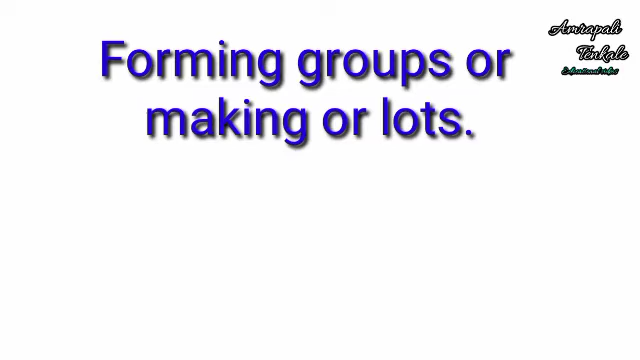 Forming groups or
making or lots.
Amrapali
Tenkale